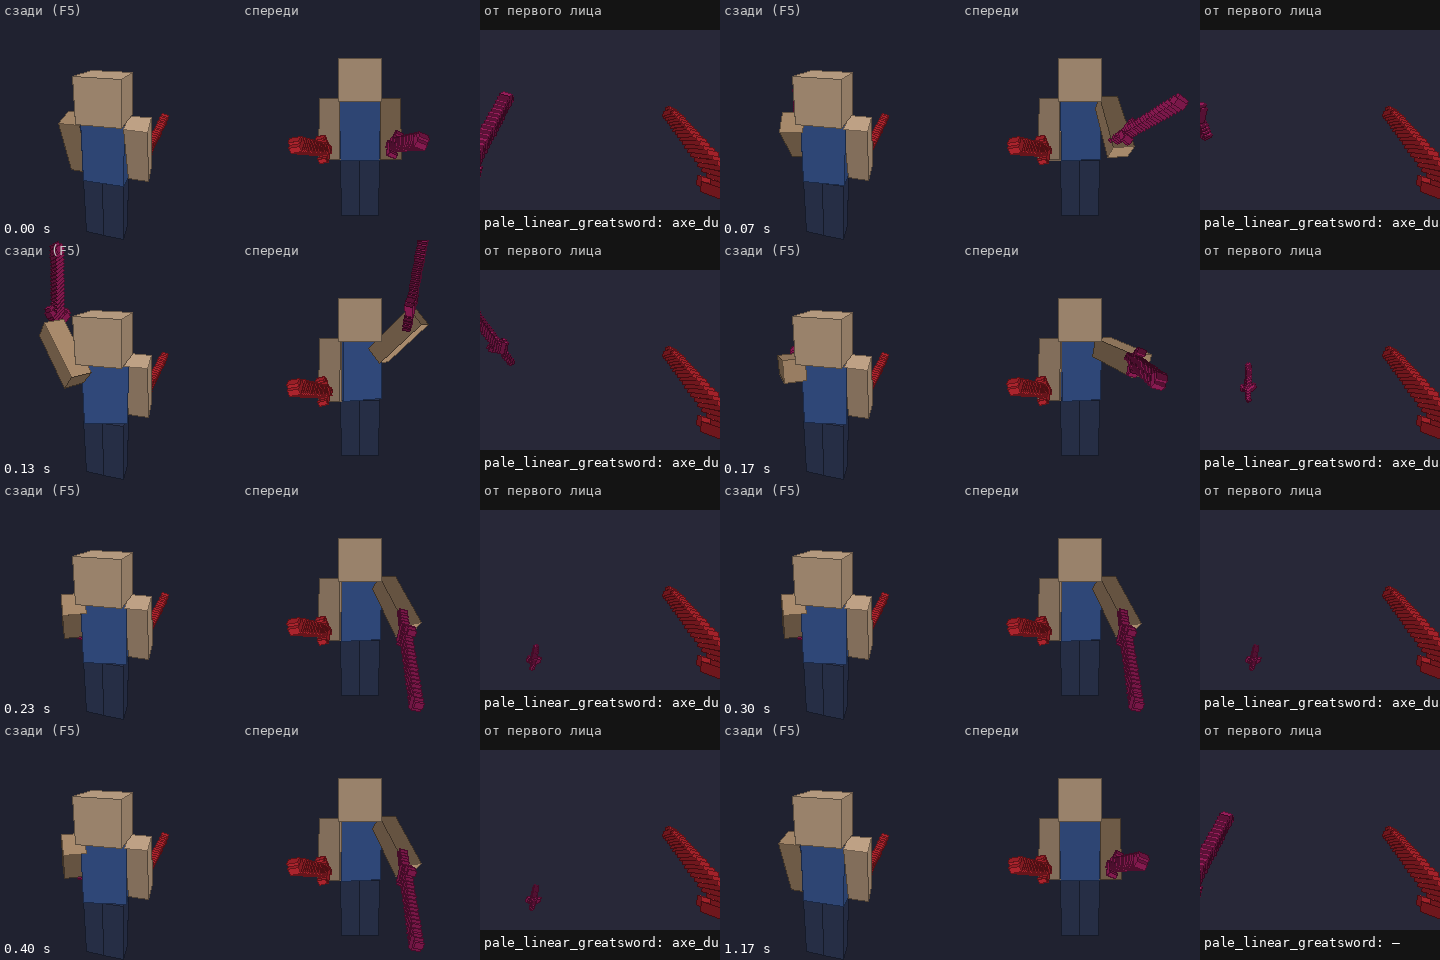 сзади (F5) спереди от первого лица сзади (F5) спереди от первого лица
0.00 s pale_linear_greatsword: axe_du 0.07 s pale_linear_greatsword: axe_du
сзади (F5) спереди от первого лица сзади (F5) спереди от первого лица
0.13 s pale_linear_greatsword: axe_du 0.17 s pale_linear_greatsword: axe_du
сзади (F5) спереди от первого лица сзади (F5) спереди от первого лица
0.23 s pale_linear_greatsword: axe_du 0.30 s pale_linear_greatsword: axe_du
сзади (F5) спереди от первого лица сзади (F5) спереди от первого лица
0.40 s pale_linear_greatsword: axe_du 1.17 s pale_linear_greatsword: —